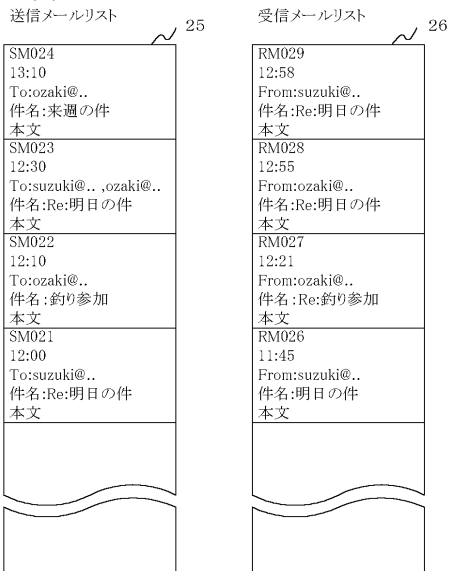 送信メールリスト
25
SM024
13:10
To:ozaki@..
件名:来週の件
本文
SM023
12:30
To:suzuki@.. ,ozaki@..
件名:Re:明日の件
本文
SM022
12:10
To:ozaki@..
件名:釣り参加
本文
SM021
12:00
To:suzuki@..
件名:Re:明日の件
本文
受信メールリスト
26
RM029
12:58
From:suzuki@..
件名:Re:明日の件
本文
RM028
12:55
From:ozaki@..
件名:Re:明日の件
本文
RM027
12:21
From:ozaki@..
件名:Re:釣り参加
本文
RM026
11:45
From:suzuki@..
件名:明日の件
本文